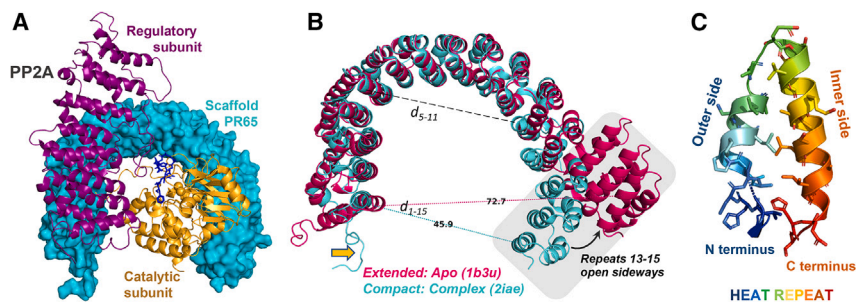 A
Regulatory
subunit
PP2A
Scaffold
PR65
Catalytic
subunit
B
d5-11
d1-15
72.7
45.9
Extended: Apo (1b3u)
Compact: Complex (2iae)
Repeats 13-15
open sideways
C
Outer side
Inner side
N terminus
C terminus
HEAT REPEAT